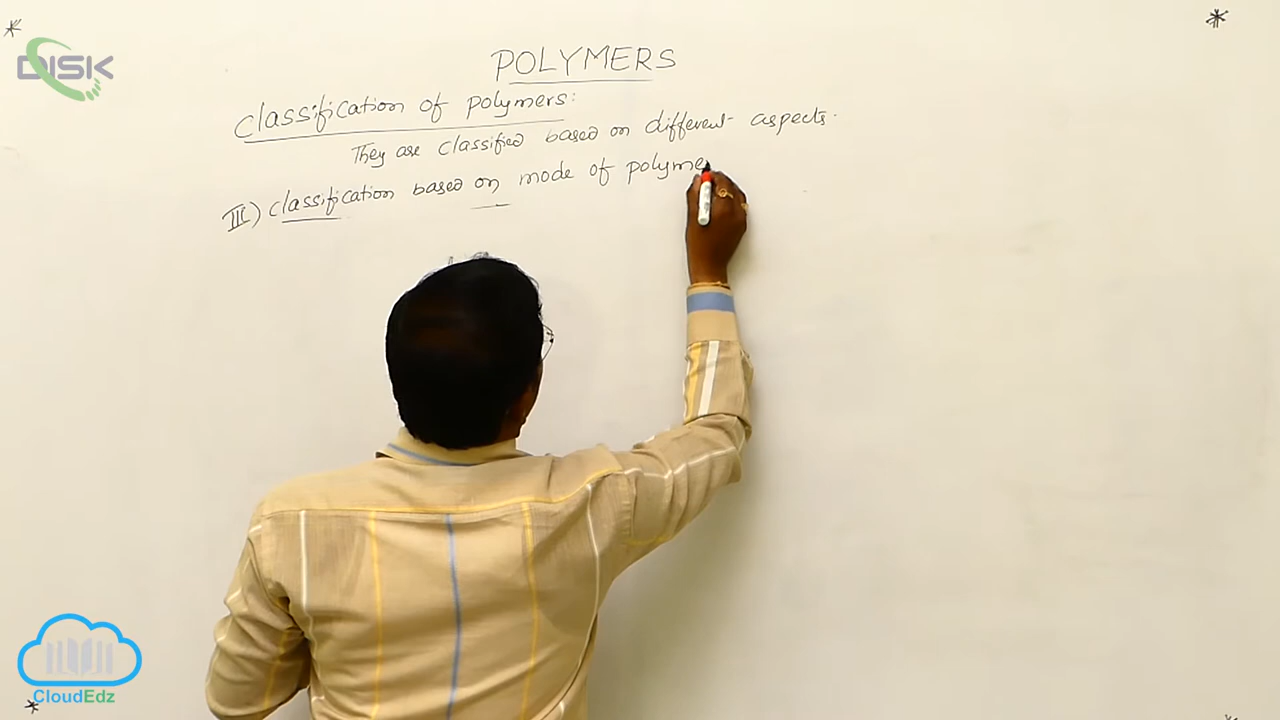 DISK
POLYMERS
Classification of polymers:
They are classified based on different aspects.
III) classification based on mode of polyme
CloudEdz